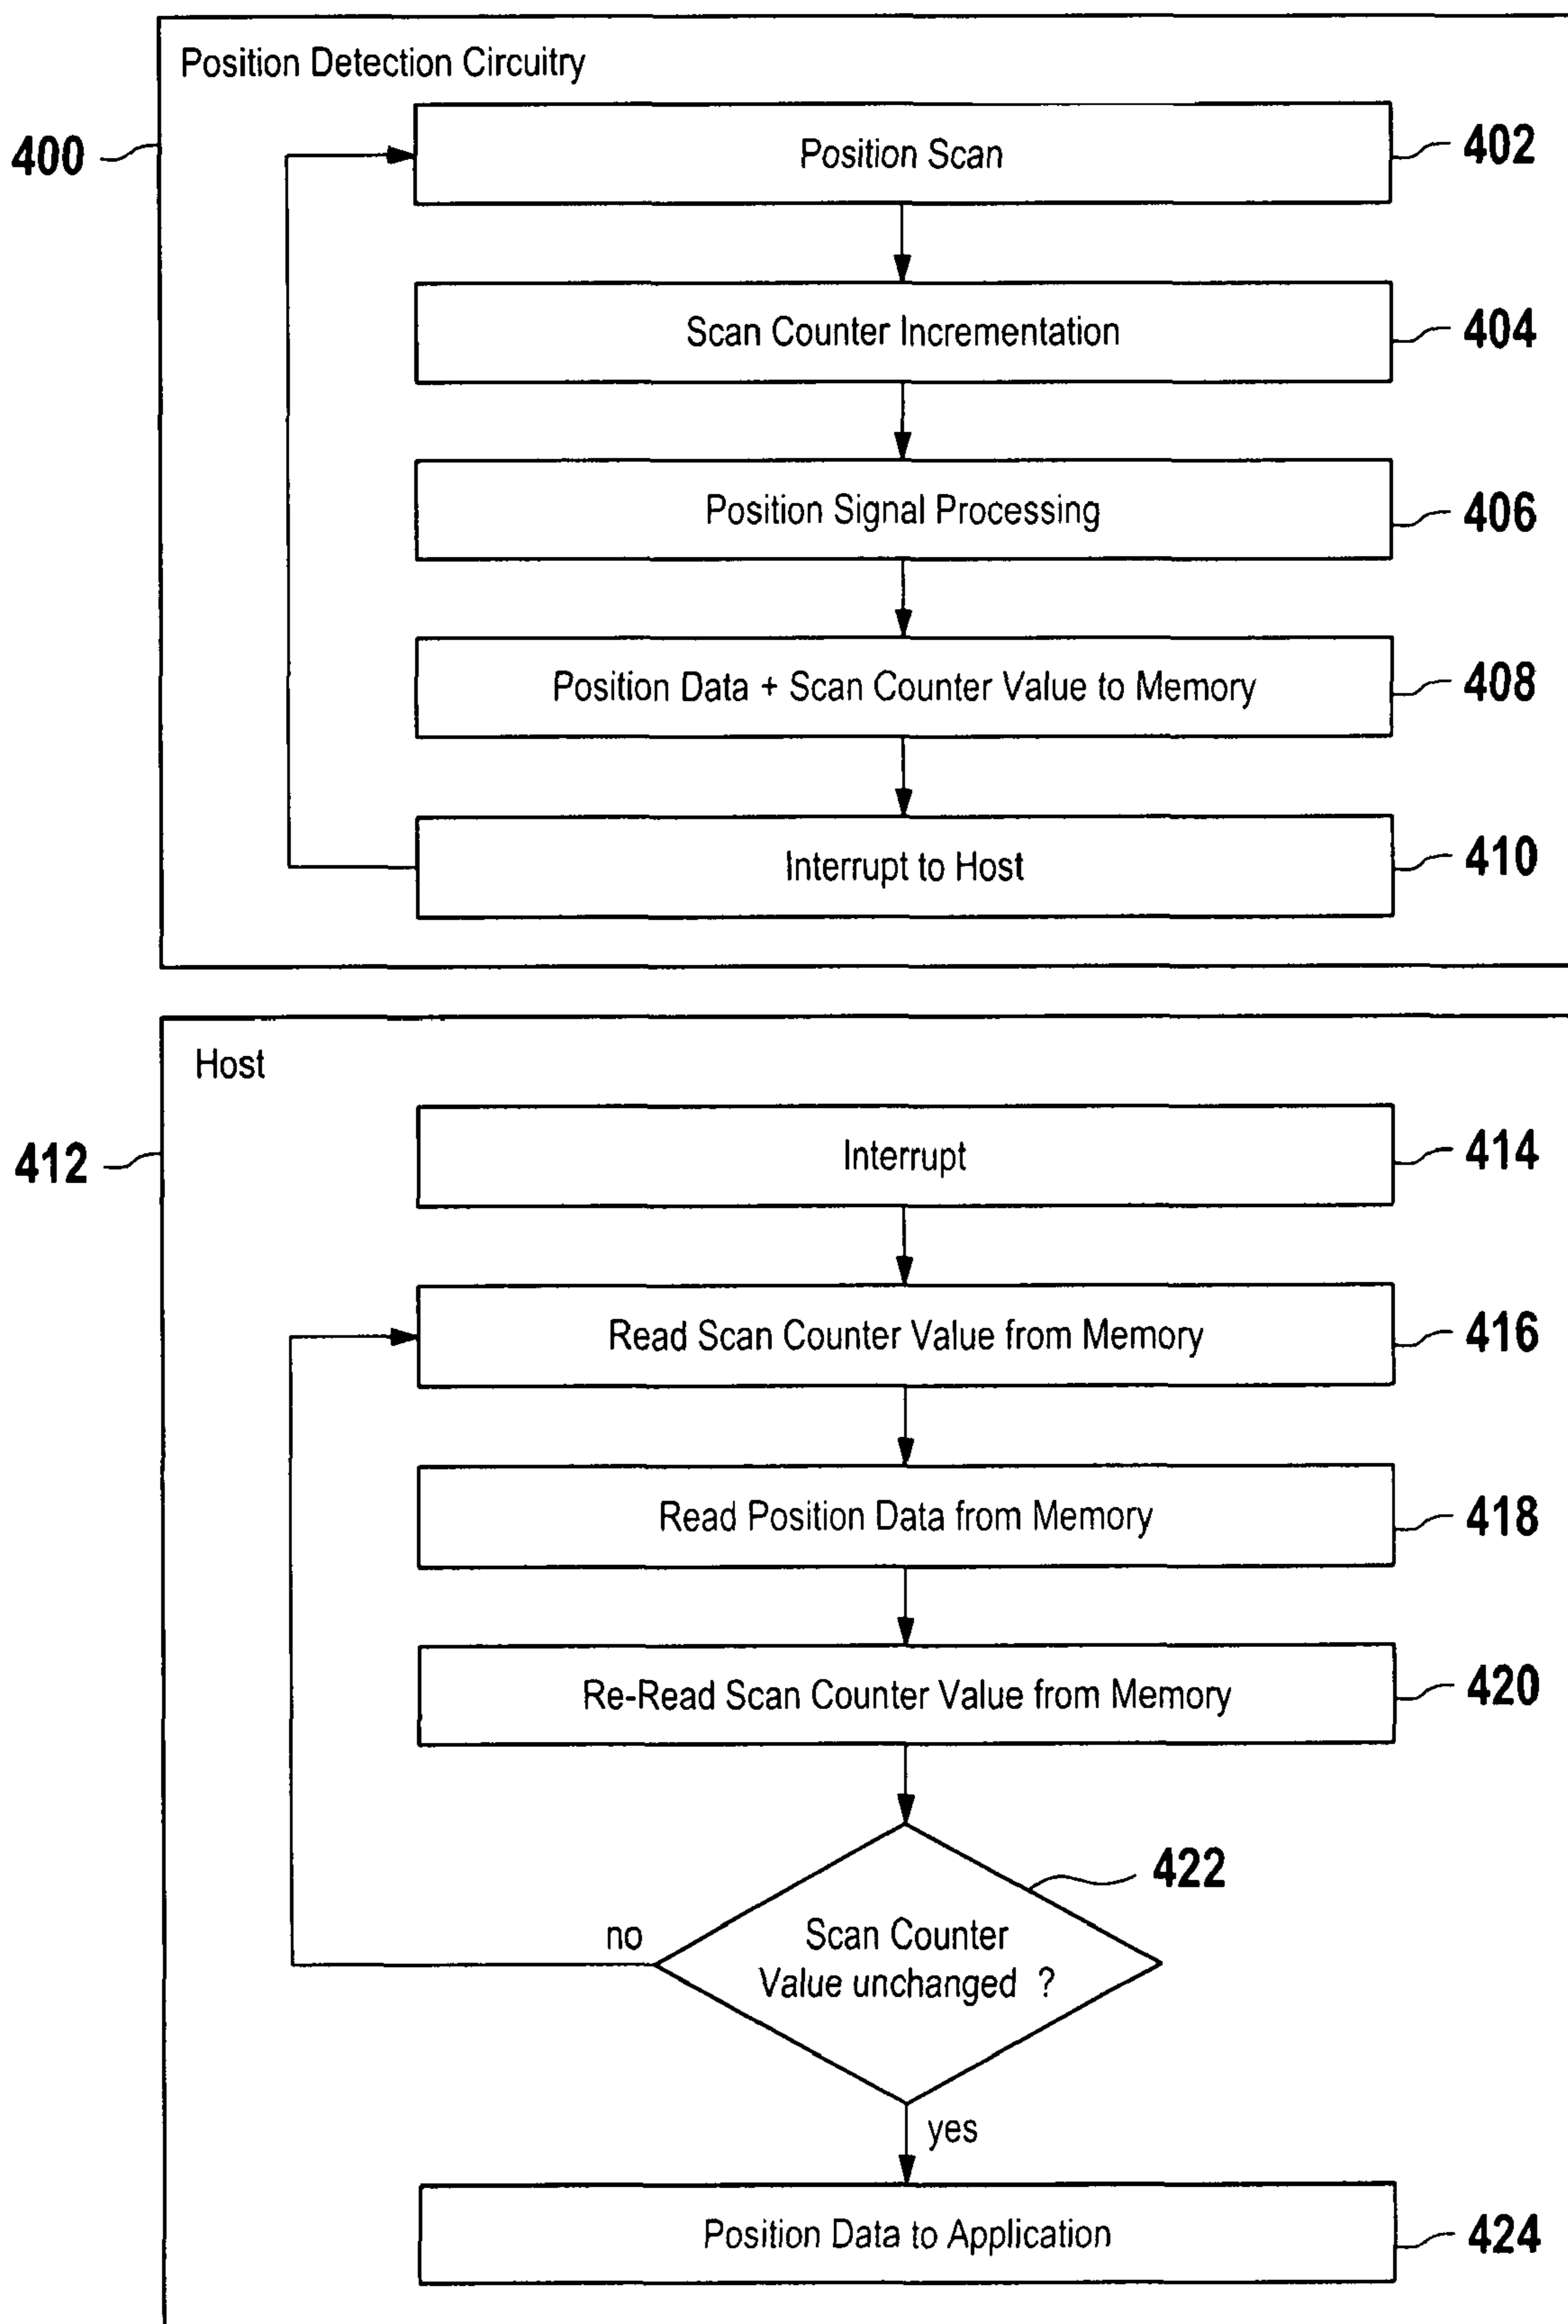 Position Detection Circuitry
400
Position Scan
402
Scan Counter Incrementation
404
Position Signal Processing
406
Position Data + Scan Counter Value to Memory
408
Interrupt to Host
410
Host
412
Interrupt
414
Read Scan Counter Value from Memory
416
Read Position Data from Memory
418
Re-Read Scan Counter Value from Memory
420
422
no
Scan Counter
Value unchanged ?
yes
Position Data to Application
424